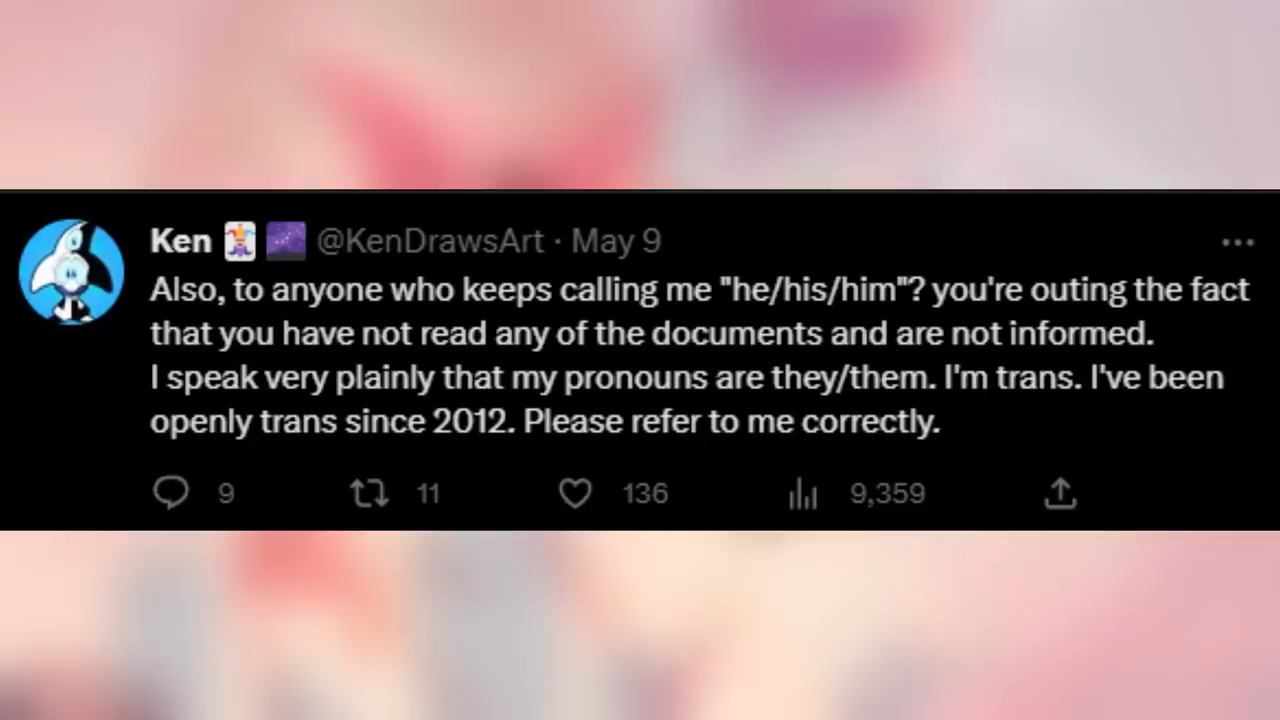 Ken 🃏 🌌 @KenDrawsArt · May 9
Also, to anyone who keeps calling me "he/his/him"? you're outing the fact
that you have not read any of the documents and are not informed.
I speak very plainly that my pronouns are they/them. I'm trans. I've been
openly trans since 2012. Please refer to me correctly.
9 11 136 9,359